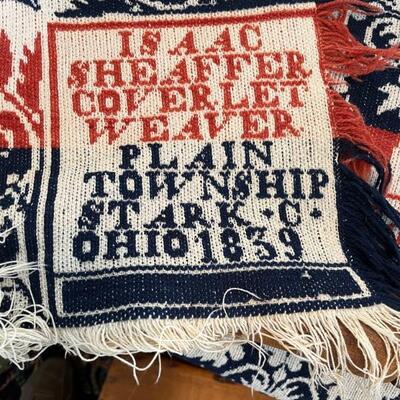 ISAAC
SHEAFFER
COVERLET
WEAVER
PLAIN
TOWNSHIP
STARK·C·
OHIO 1839